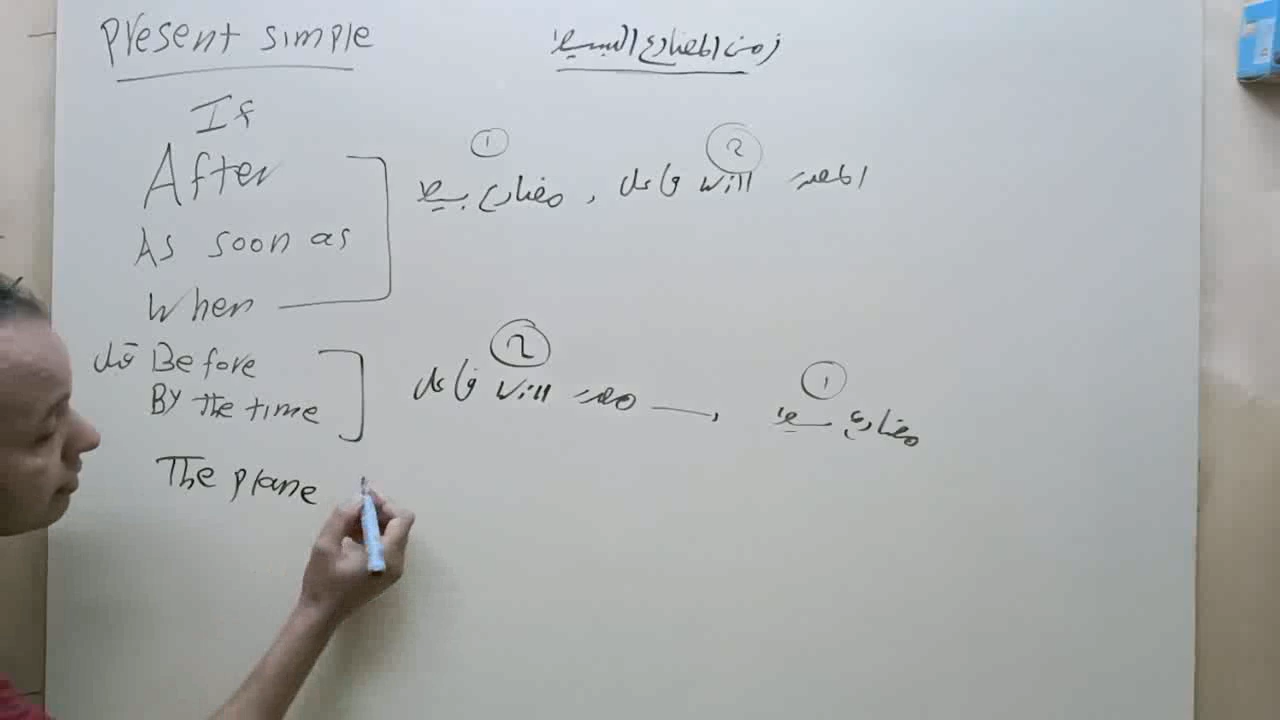 Present simple زمن المضارع البسيط
If
After
As soon as
When
① ②
مضارع بسيط , فاعل will المصدر
قبل Before
By The time
② ①
فاعل will مصدر , مضارع بسيط
The plane